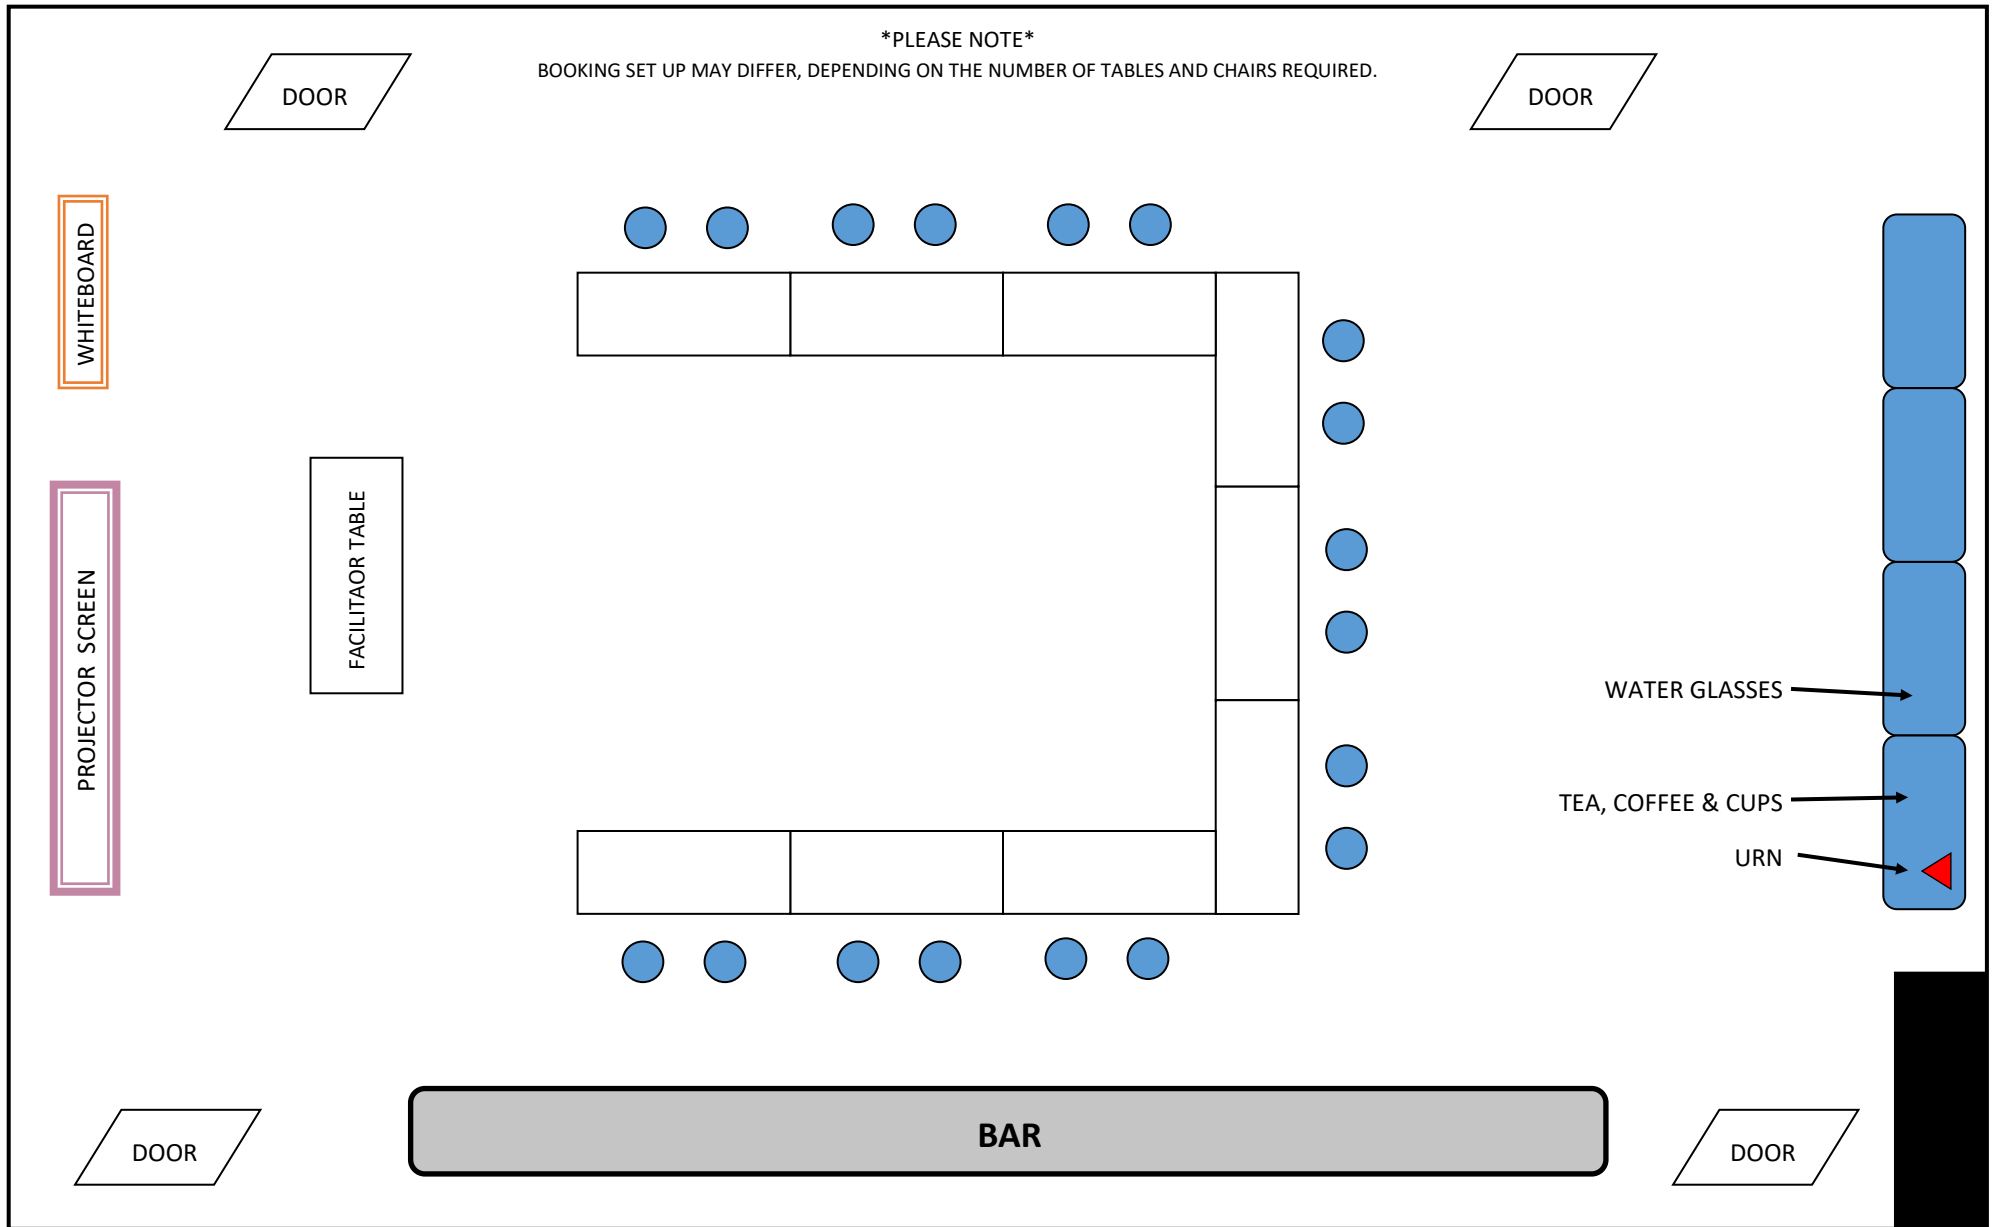 *PLEASE NOTE*
BOOKING SET UP MAY DIFFER, DEPENDING ON THE NUMBER OF TABLES AND CHAIRS REQUIRED.
DOOR
DOOR
WHITEBOARD
PROJECTOR SCREEN
FACILITAOR TABLE
WATER GLASSES
TEA, COFFEE & CUPS
URN
DOOR
BAR
DOOR